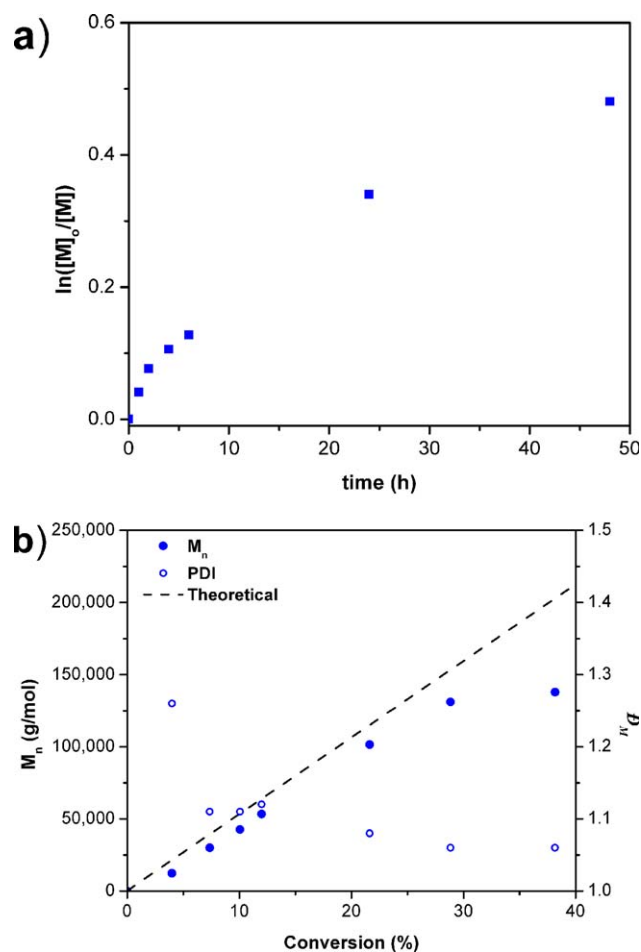 a)
0.6
0.4
0.2
0.0
ln([M]o/[M])
0 10 20 30 40 50
time (h)
b)
250,000
200,000
150,000
100,000
50,000
0
Mn (g/mol)
Mn
PDI
Theoretical
1.5
1.4
1.3
1.2
1.1
1.0
ĐM
0 10 20 30 40
Conversion (%)